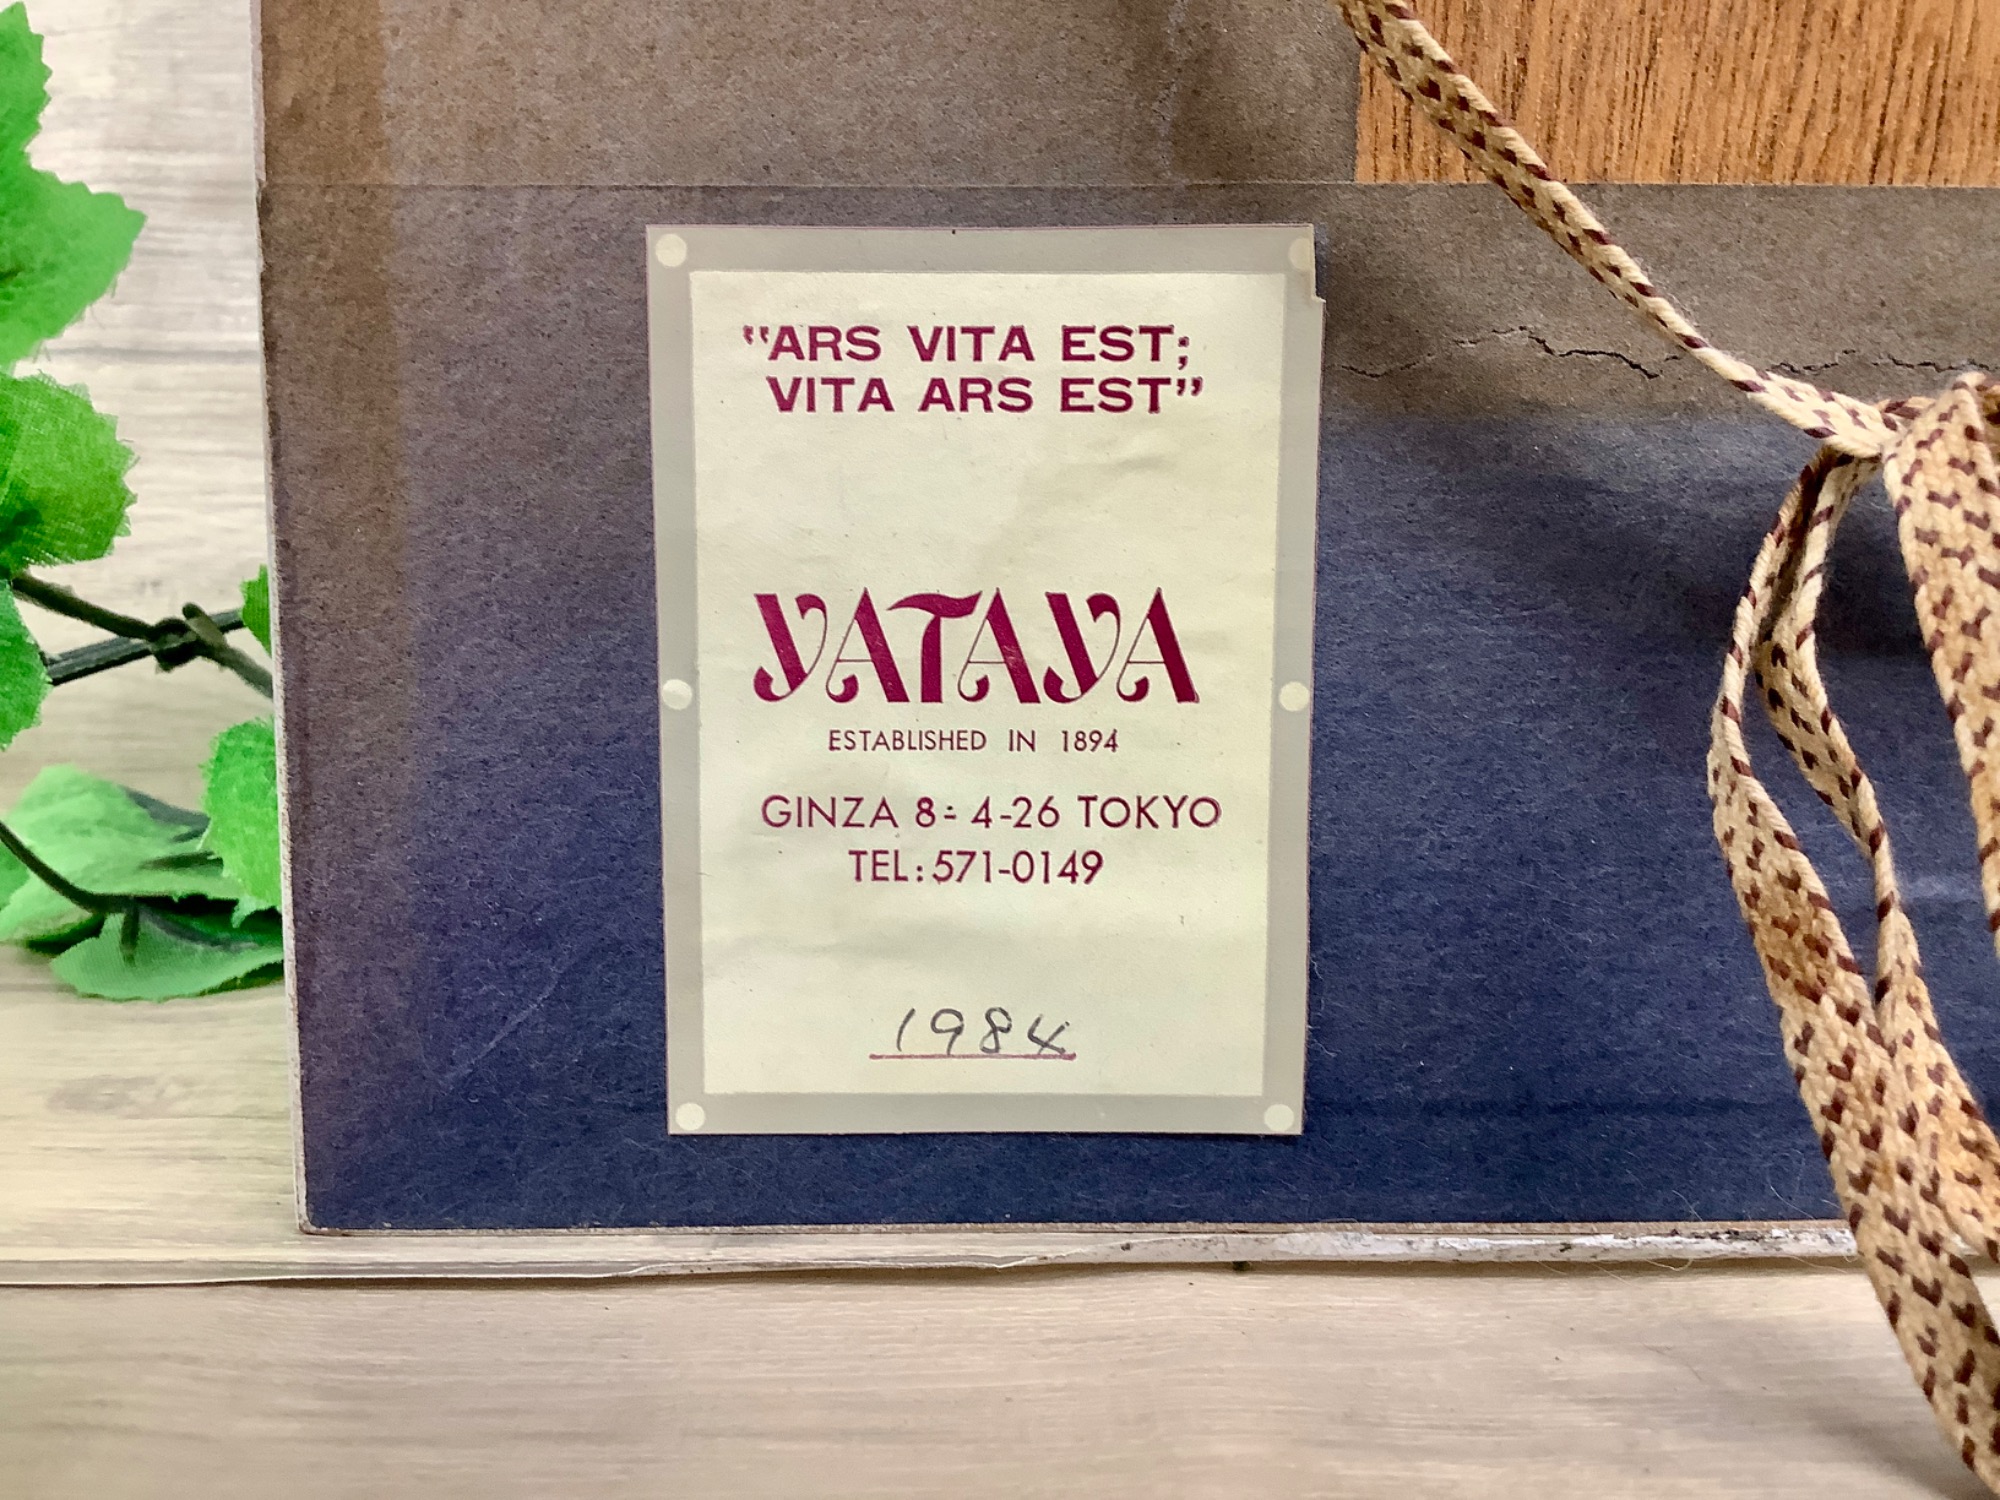 "ARS VITA EST;
VITA ARS EST"
YATAYA
ESTABLISHED IN 1894
GINZA 8-4-26 TOKYO
TEL:571-0149
1984